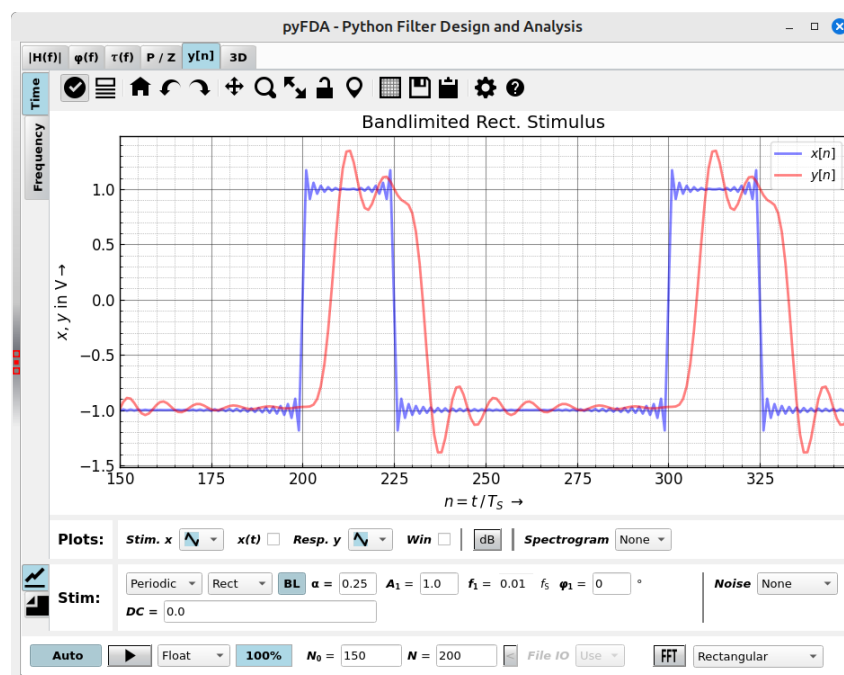 pyFDA - Python Filter Design and Analysis
|H(f)| φ(f) τ(f) P / Z y[n] 3D
Time
Frequency
Bandlimited Rect. Stimulus
x[n]
y[n]
1.0
0.5
0.0
−0.5
−1.0
−1.5
x, y in V →
150 175 200 225 250 275 300 325
n = t / T_S →
Plots: Stim. x x(t) Resp. y Win dB Spectrogram None
Stim: Periodic Rect BL α = 0.25 A₁ = 1.0 f₁ = 0.01 f_S φ₁ = 0 ° Noise None
DC = 0.0
Auto Float 100% N₀ = 150 N = 200 < File IO Use FFT Rectangular